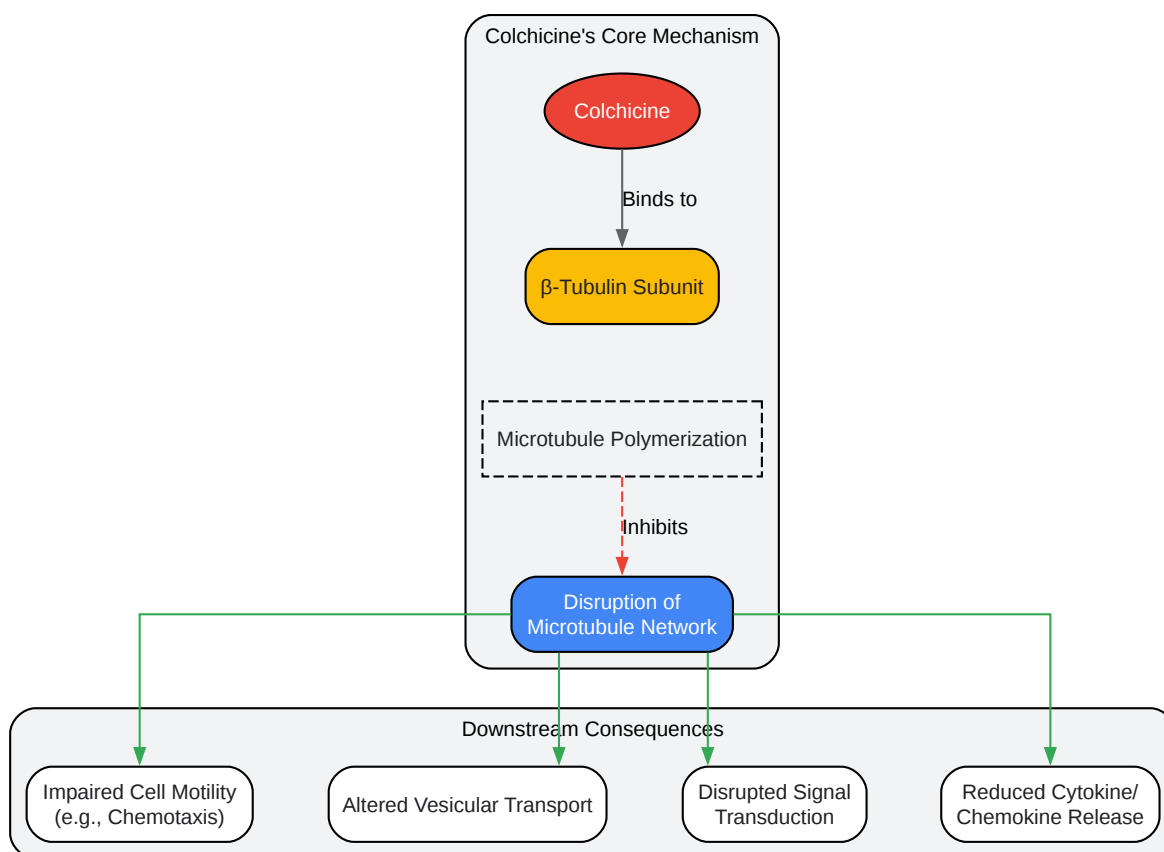 Colchicine's Core Mechanism
Colchicine
Binds to
β-Tubulin Subunit
Microtubule Polymerization
Inhibits
Disruption of
Microtubule Network
Downstream Consequences
Impaired Cell Motility
(e.g., Chemotaxis)
Altered Vesicular Transport
Disrupted Signal
Transduction
Reduced Cytokine/
Chemokine Release